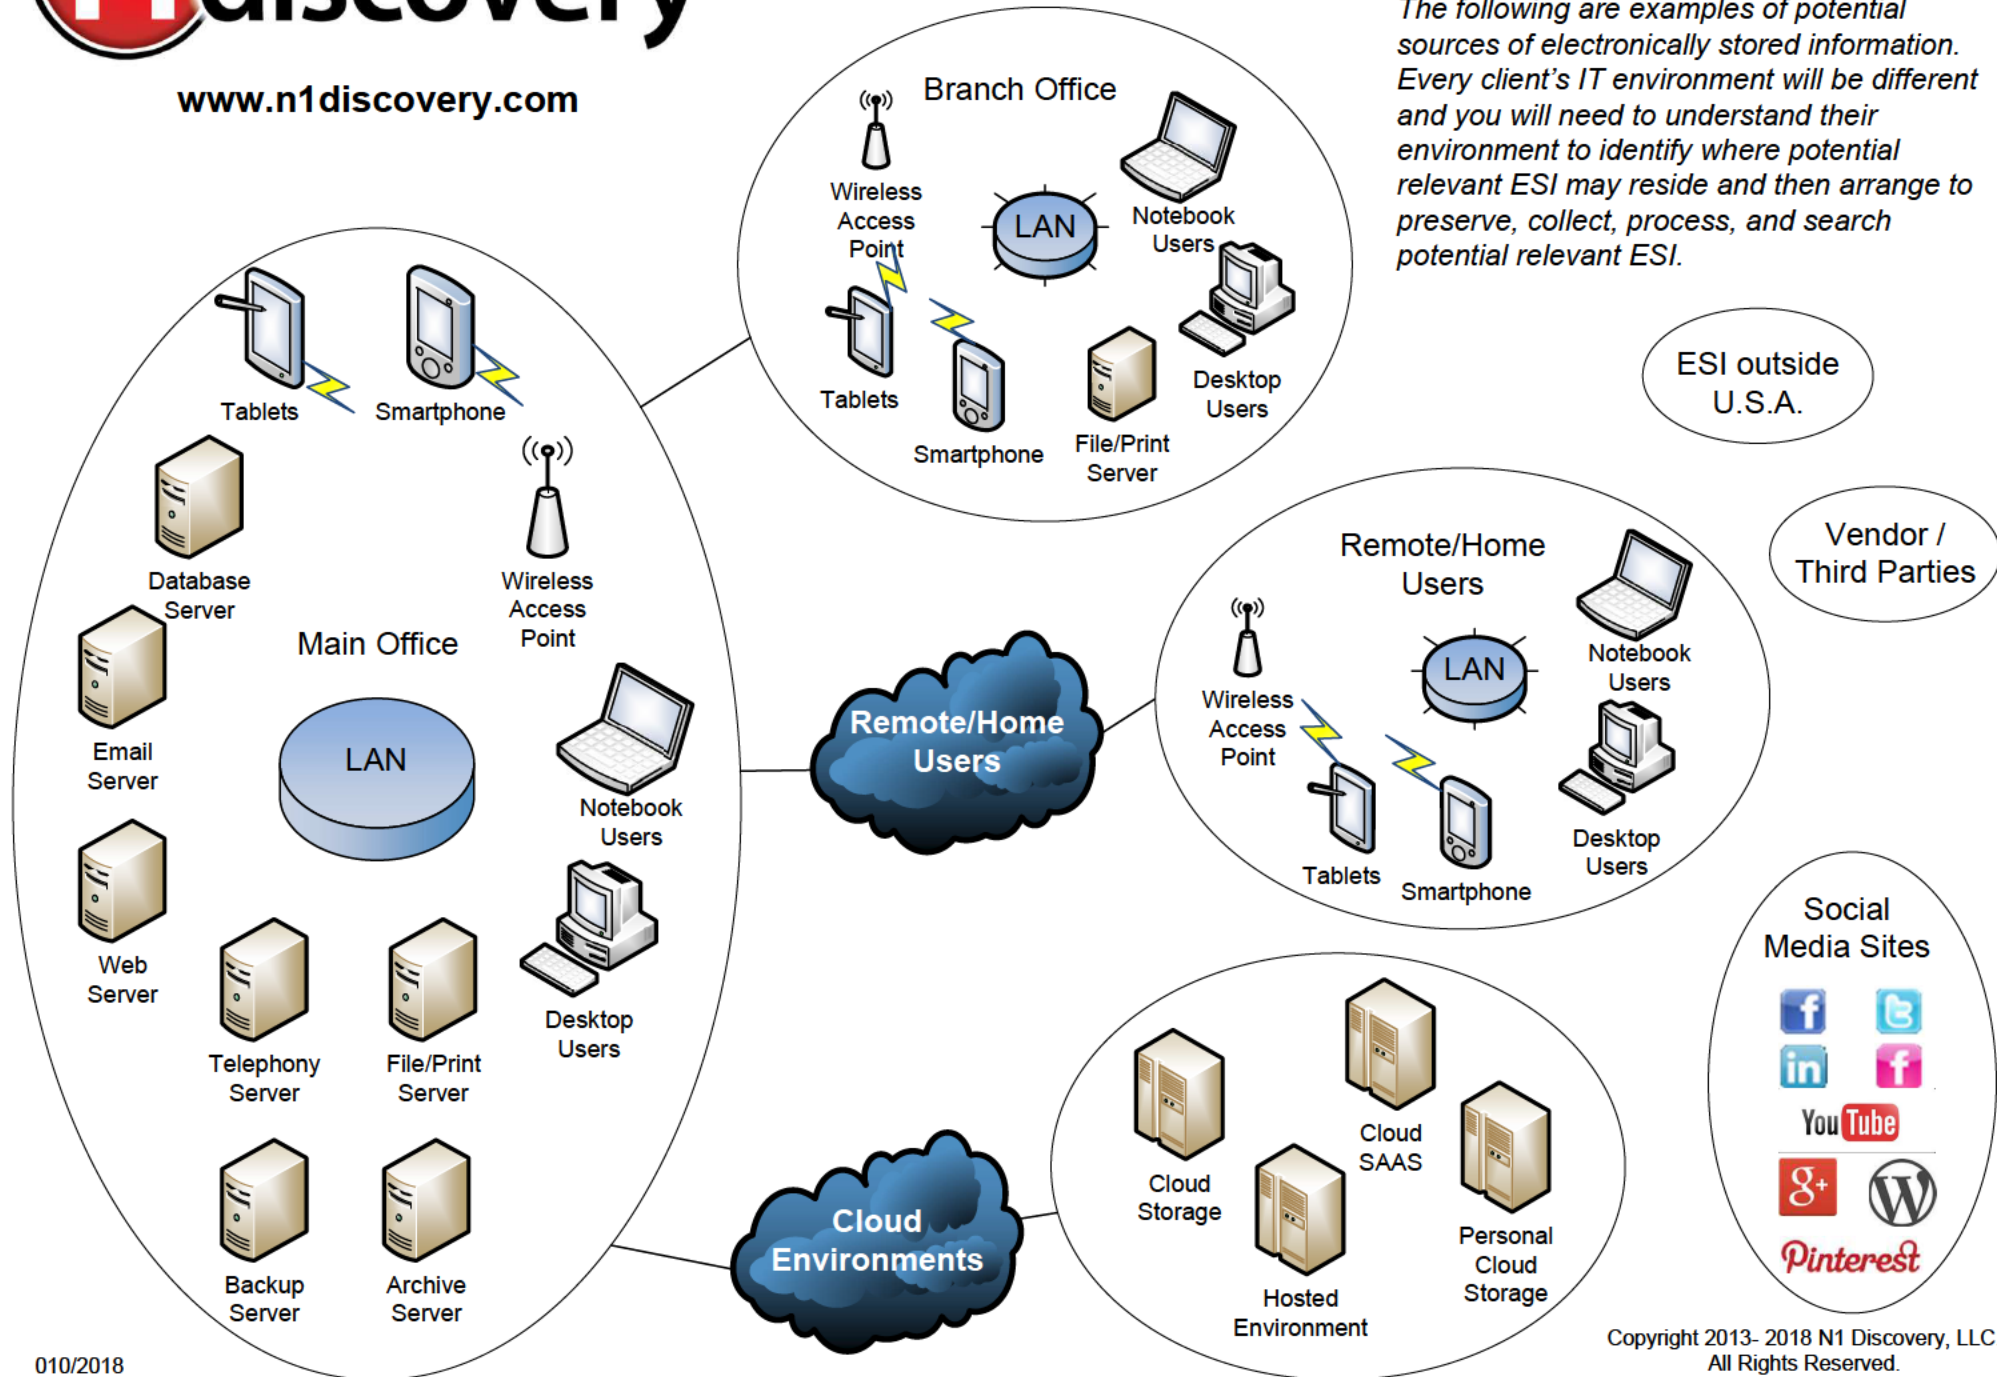 discovery
www.n1discovery.com
The following are examples of potential
sources of electronically stored information.
Every client's IT environment will be different
and you will need to understand their
environment to identify where potential
relevant ESI may reside and then arrange to
preserve, collect, process, and search
potential relevant ESI.
Branch Office
Wireless
Access
Point
LAN
Notebook
Users
Tablets
Smartphone
File/Print
Server
Desktop
Users
ESI outside
U.S.A.
Vendor /
Third Parties
Tablets
Smartphone
Database
Server
Wireless
Access
Point
Main Office
Email
Server
LAN
Notebook
Users
Web
Server
Telephony
Server
File/Print
Server
Desktop
Users
Backup
Server
Archive
Server
Remote/Home
Users
Remote/Home
Users
Wireless
Access
Point
LAN
Notebook
Users
Tablets
Smartphone
Desktop
Users
Cloud
Environments
Cloud
Storage
Cloud
SAAS
Hosted
Environment
Personal
Cloud
Storage
Social
Media Sites
f
t
in
f
YouTube
g+
W
Pinterest
010/2018
Copyright 2013- 2018 N1 Discovery, LLC
All Rights Reserved.